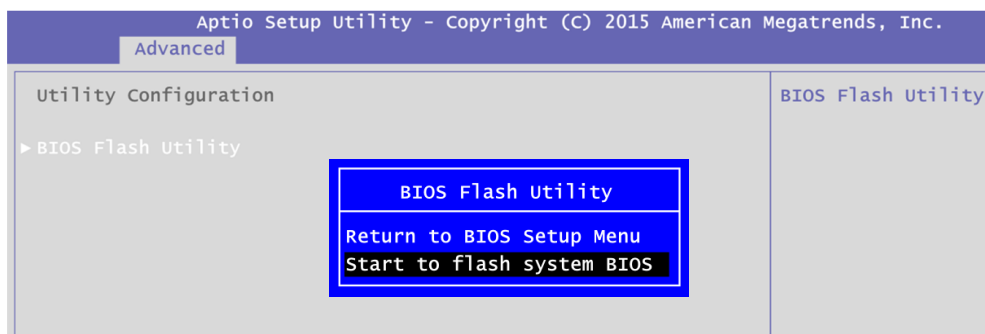 Aptio Setup Utility - Copyright (C) 2015 American Megatrends, Inc.
Advanced
Utility Configuration
BIOS Flash Utility
► BIOS Flash Utility
BIOS Flash Utility
Return to BIOS Setup Menu
Start to flash system BIOS